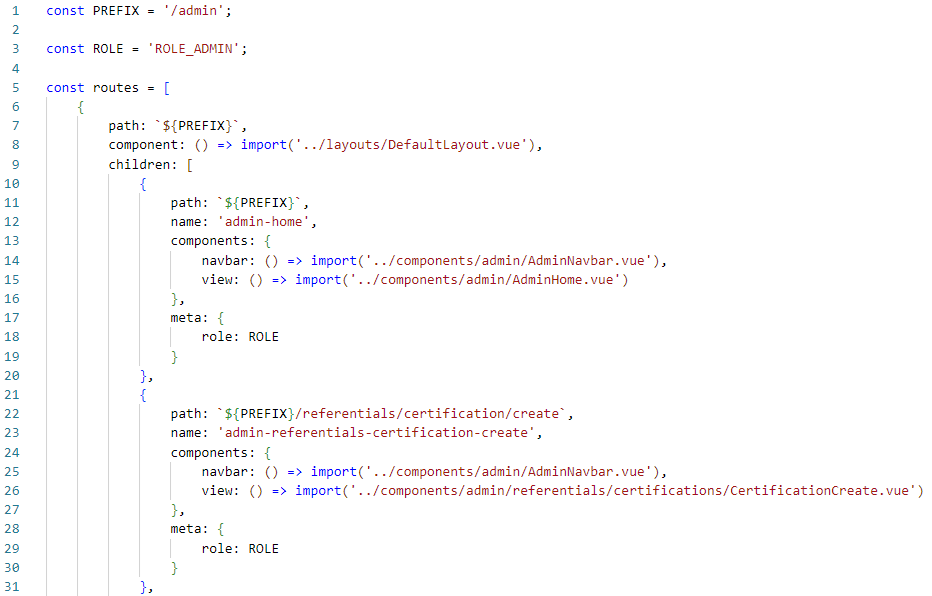 1 const PREFIX = '/admin';
2
3 const ROLE = 'ROLE_ADMIN';
4
5 const routes = [
6     {
7         path: `${PREFIX}`,
8         component: () => import('../layouts/DefaultLayout.vue'),
9         children: [
10             {
11                 path: `${PREFIX}`,
12                 name: 'admin-home',
13                 components: {
14                     navbar: () => import('../components/admin/AdminNavbar.vue'),
15                     view: () => import('../components/admin/AdminHome.vue')
16                 },
17                 meta: {
18                     role: ROLE
19                 }
20             },
21             {
22                 path: `${PREFIX}/referentials/certification/create`,
23                 name: 'admin-referentials-certification-create',
24                 components: {
25                     navbar: () => import('../components/admin/AdminNavbar.vue'),
26                     view: () => import('../components/admin/referentials/certifications/CertificationCreate.vue')
27                 },
28                 meta: {
29                     role: ROLE
30                 }
31             },